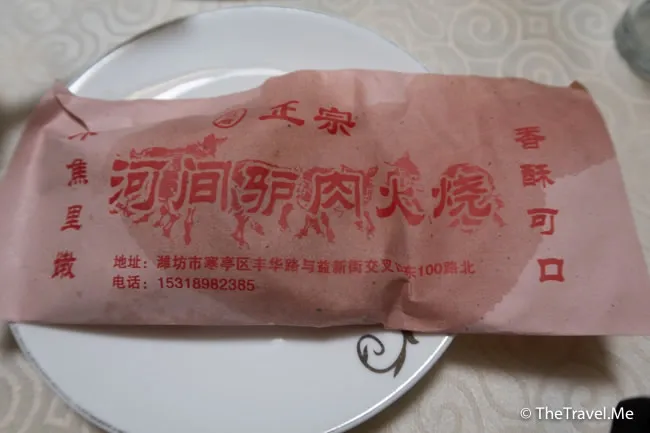 正宗
河间驴肉火烧
焦里嫩
香酥可口
地址：潍坊市寒亭区丰华路与益新街交叉口东100路北
电话：15318982385
© TheTravel.Me